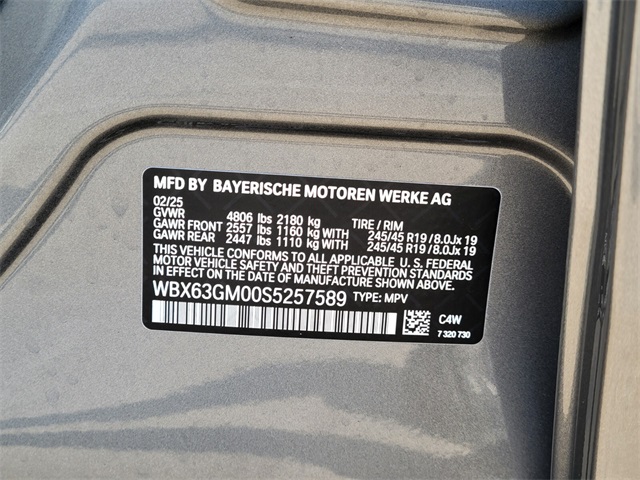 MFD BY BAYERISCHE MOTOREN WERKE AG
02/25
GVWR 4806 lbs 2180 kg TIRE / RIM
GAWR FRONT 2557 lbs 1160 kg WITH 245/45 R19 / 8.0Jx 19
GAWR REAR 2447 lbs 1110 kg WITH 245/45 R19 / 8.0Jx 19
THIS VEHICLE CONFORMS TO ALL APPLICABLE U. S. FEDERAL
MOTOR VEHICLE SAFETY AND THEFT PREVENTION STANDARDS
IN EFFECT ON THE DATE OF MANUFACTURE SHOWN ABOVE.
WBX63GM00S5257589 TYPE: MPV
C4W
7 320 730